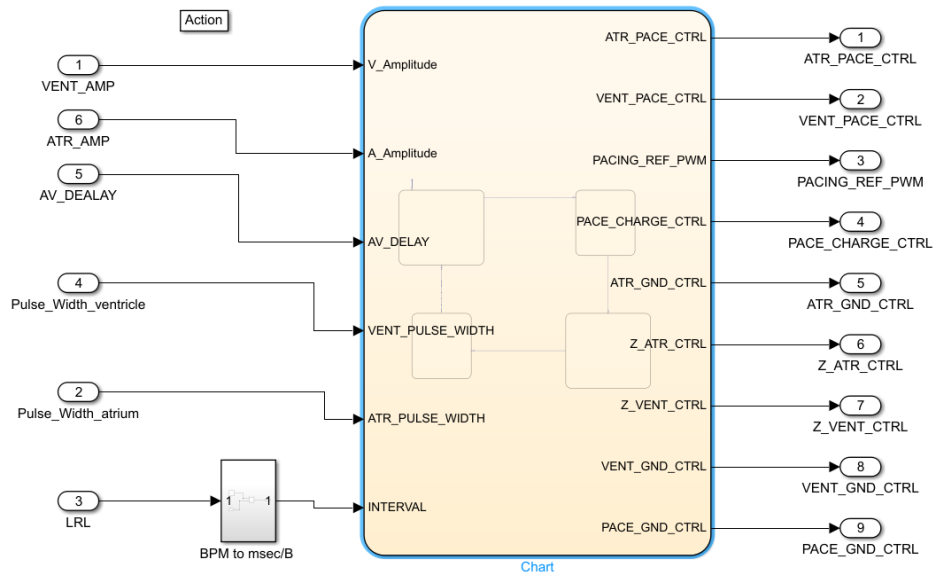 Action
1
VENT_AMP
6
ATR_AMP
5
AV_DEALAY
4
Pulse_Width_ventricle
2
Pulse_Width_atrium
3
LRL
1 1
BPM to msec/B
V_Amplitude
A_Amplitude
AV_DELAY
VENT_PULSE_WIDTH
ATR_PULSE_WIDTH
INTERVAL
ATR_PACE_CTRL
VENT_PACE_CTRL
PACING_REF_PWM
PACE_CHARGE_CTRL
ATR_GND_CTRL
Z_ATR_CTRL
Z_VENT_CTRL
VENT_GND_CTRL
PACE_GND_CTRL
Chart
1
ATR_PACE_CTRL
2
VENT_PACE_CTRL
3
PACING_REF_PWM
4
PACE_CHARGE_CTRL
5
ATR_GND_CTRL
6
Z_ATR_CTRL
7
Z_VENT_CTRL
8
VENT_GND_CTRL
9
PACE_GND_CTRL